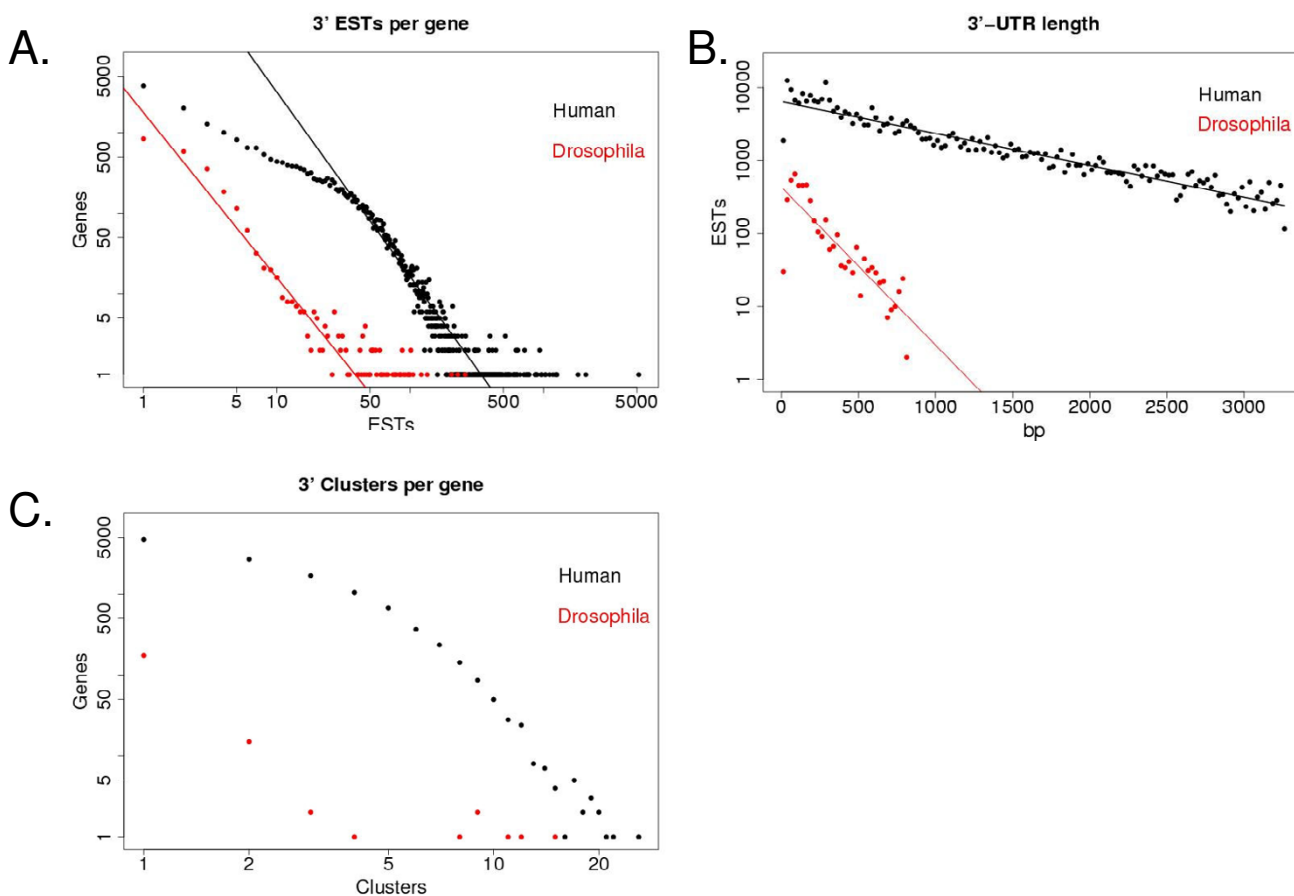 A.
3' ESTs per gene
Genes
5000
500
50
5
1
Human
Drosophila
1 5 10 50 500 5000
ESTs
B.
3'−UTR length
ESTs
10000
1000
100
10
1
Human
Drosophila
0 500 1000 1500 2000 2500 3000
bp
C.
3' Clusters per gene
Genes
5000
500
50
5
1
Human
Drosophila
1 2 5 10 20
Clusters